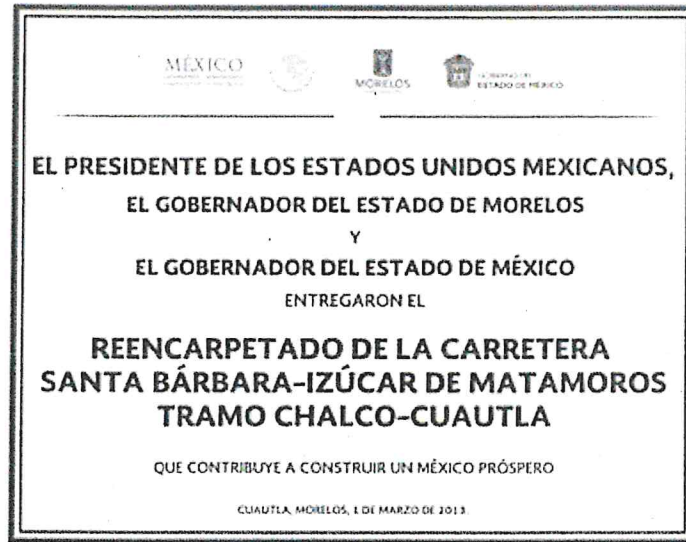 MÉXICO
MORELOS
GOBIERNO DEL
ESTADO DE MÉXICO
EL PRESIDENTE DE LOS ESTADOS UNIDOS MEXICANOS,
EL GOBERNADOR DEL ESTADO DE MORELOS
Y
EL GOBERNADOR DEL ESTADO DE MÉXICO
ENTREGARON EL
REENCARPETADO DE LA CARRETERA
SANTA BÁRBARA-IZÚCAR DE MATAMOROS
TRAMO CHALCO-CUAUTLA
QUE CONTRIBUYE A CONSTRUIR UN MÉXICO PRÓSPERO
CUAUTLA, MORELOS, 1 DE MARZO DE 2013.